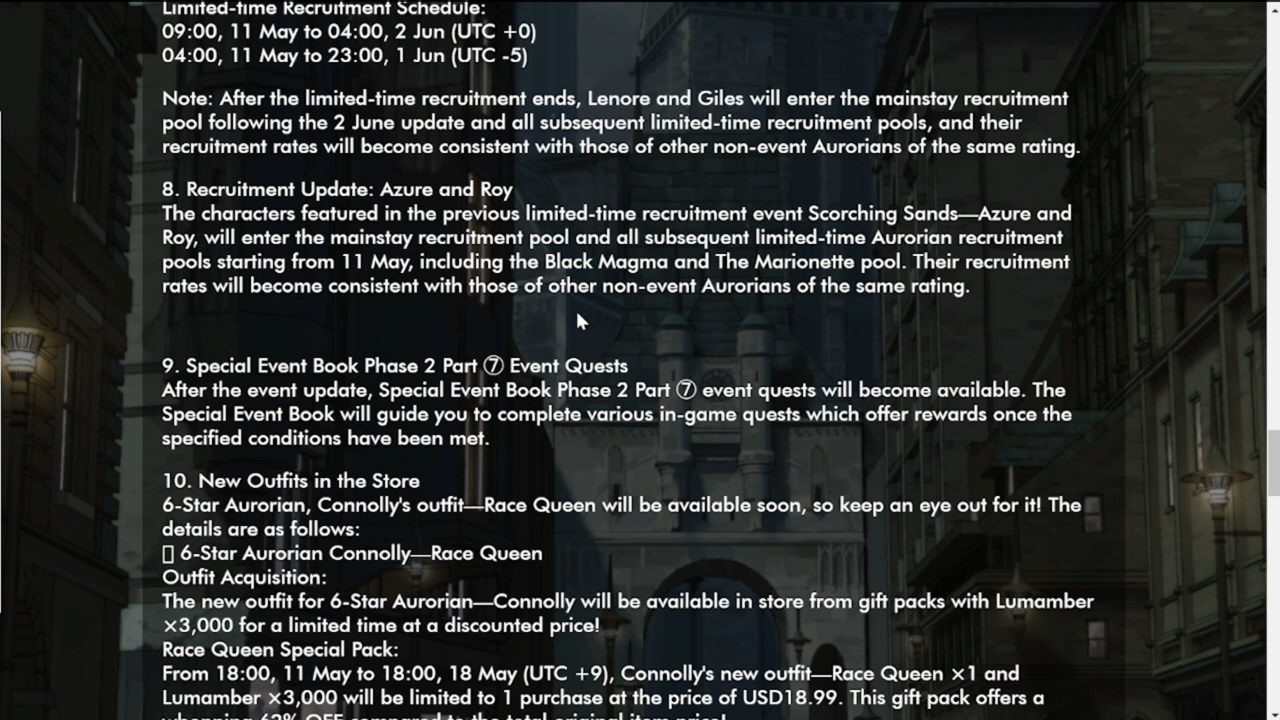 Limited-time Recruitment Schedule:
09:00, 11 May to 04:00, 2 Jun (UTC +0)
04:00, 11 May to 23:00, 1 Jun (UTC -5)
Note: After the limited-time recruitment ends, Lenore and Giles will enter the mainstay recruitment
pool following the 2 June update and all subsequent limited-time recruitment pools, and their
recruitment rates will become consistent with those of other non-event Aurorians of the same rating.
8. Recruitment Update: Azure and Roy
The characters featured in the previous limited-time recruitment event Scorching Sands—Azure and
Roy, will enter the mainstay recruitment pool and all subsequent limited-time Aurorian recruitment
pools starting from 11 May, including the Black Magma and The Marionette pool. Their recruitment
rates will become consistent with those of other non-event Aurorians of the same rating.
9. Special Event Book Phase 2 Part ⑦ Event Quests
After the event update, Special Event Book Phase 2 Part ⑦ event quests will become available. The
Special Event Book will guide you to complete various in-game quests which offer rewards once the
specified conditions have been met.
10. New Outfits in the Store
6-Star Aurorian, Connolly's outfit—Race Queen will be available soon, so keep an eye out for it! The
details are as follows:
▯ 6-Star Aurorian Connolly—Race Queen
Outfit Acquisition:
The new outfit for 6-Star Aurorian—Connolly will be available in store from gift packs with Lumamber
×3,000 for a limited time at a discounted price!
Race Queen Special Pack:
From 18:00, 11 May to 18:00, 18 May (UTC +9), Connolly's new outfit—Race Queen ×1 and
Lumamber ×3,000 will be limited to 1 purchase at the price of USD18.99. This gift pack offers a
whopping 62% OFF compared to the total original item price!